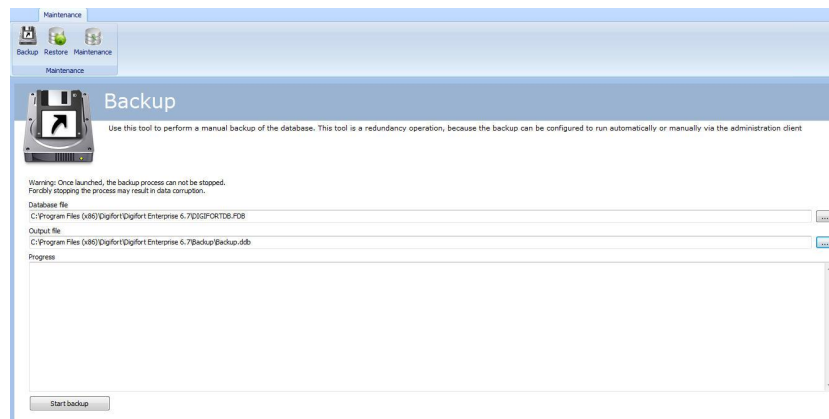 Maintenance
Backup Restore Maintenance
Maintenance
Backup
Use this tool to perform a manual backup of the database. This tool is a redundancy operation, because the backup can be configured to run automatically or manually via the administration client
Warning: Once launched, the backup process can not be stopped.
Forcibly stopping the process may result in data corruption.
Database file
C:\Program Files (x86)\Digifort\Digifort Enterprise 6.7\DIGIFORTDB.FDB
...
Output file
C:\Program Files (x86)\Digifort\Digifort Enterprise 6.7\Backup\Backup.ddb
...
Progress
Start backup